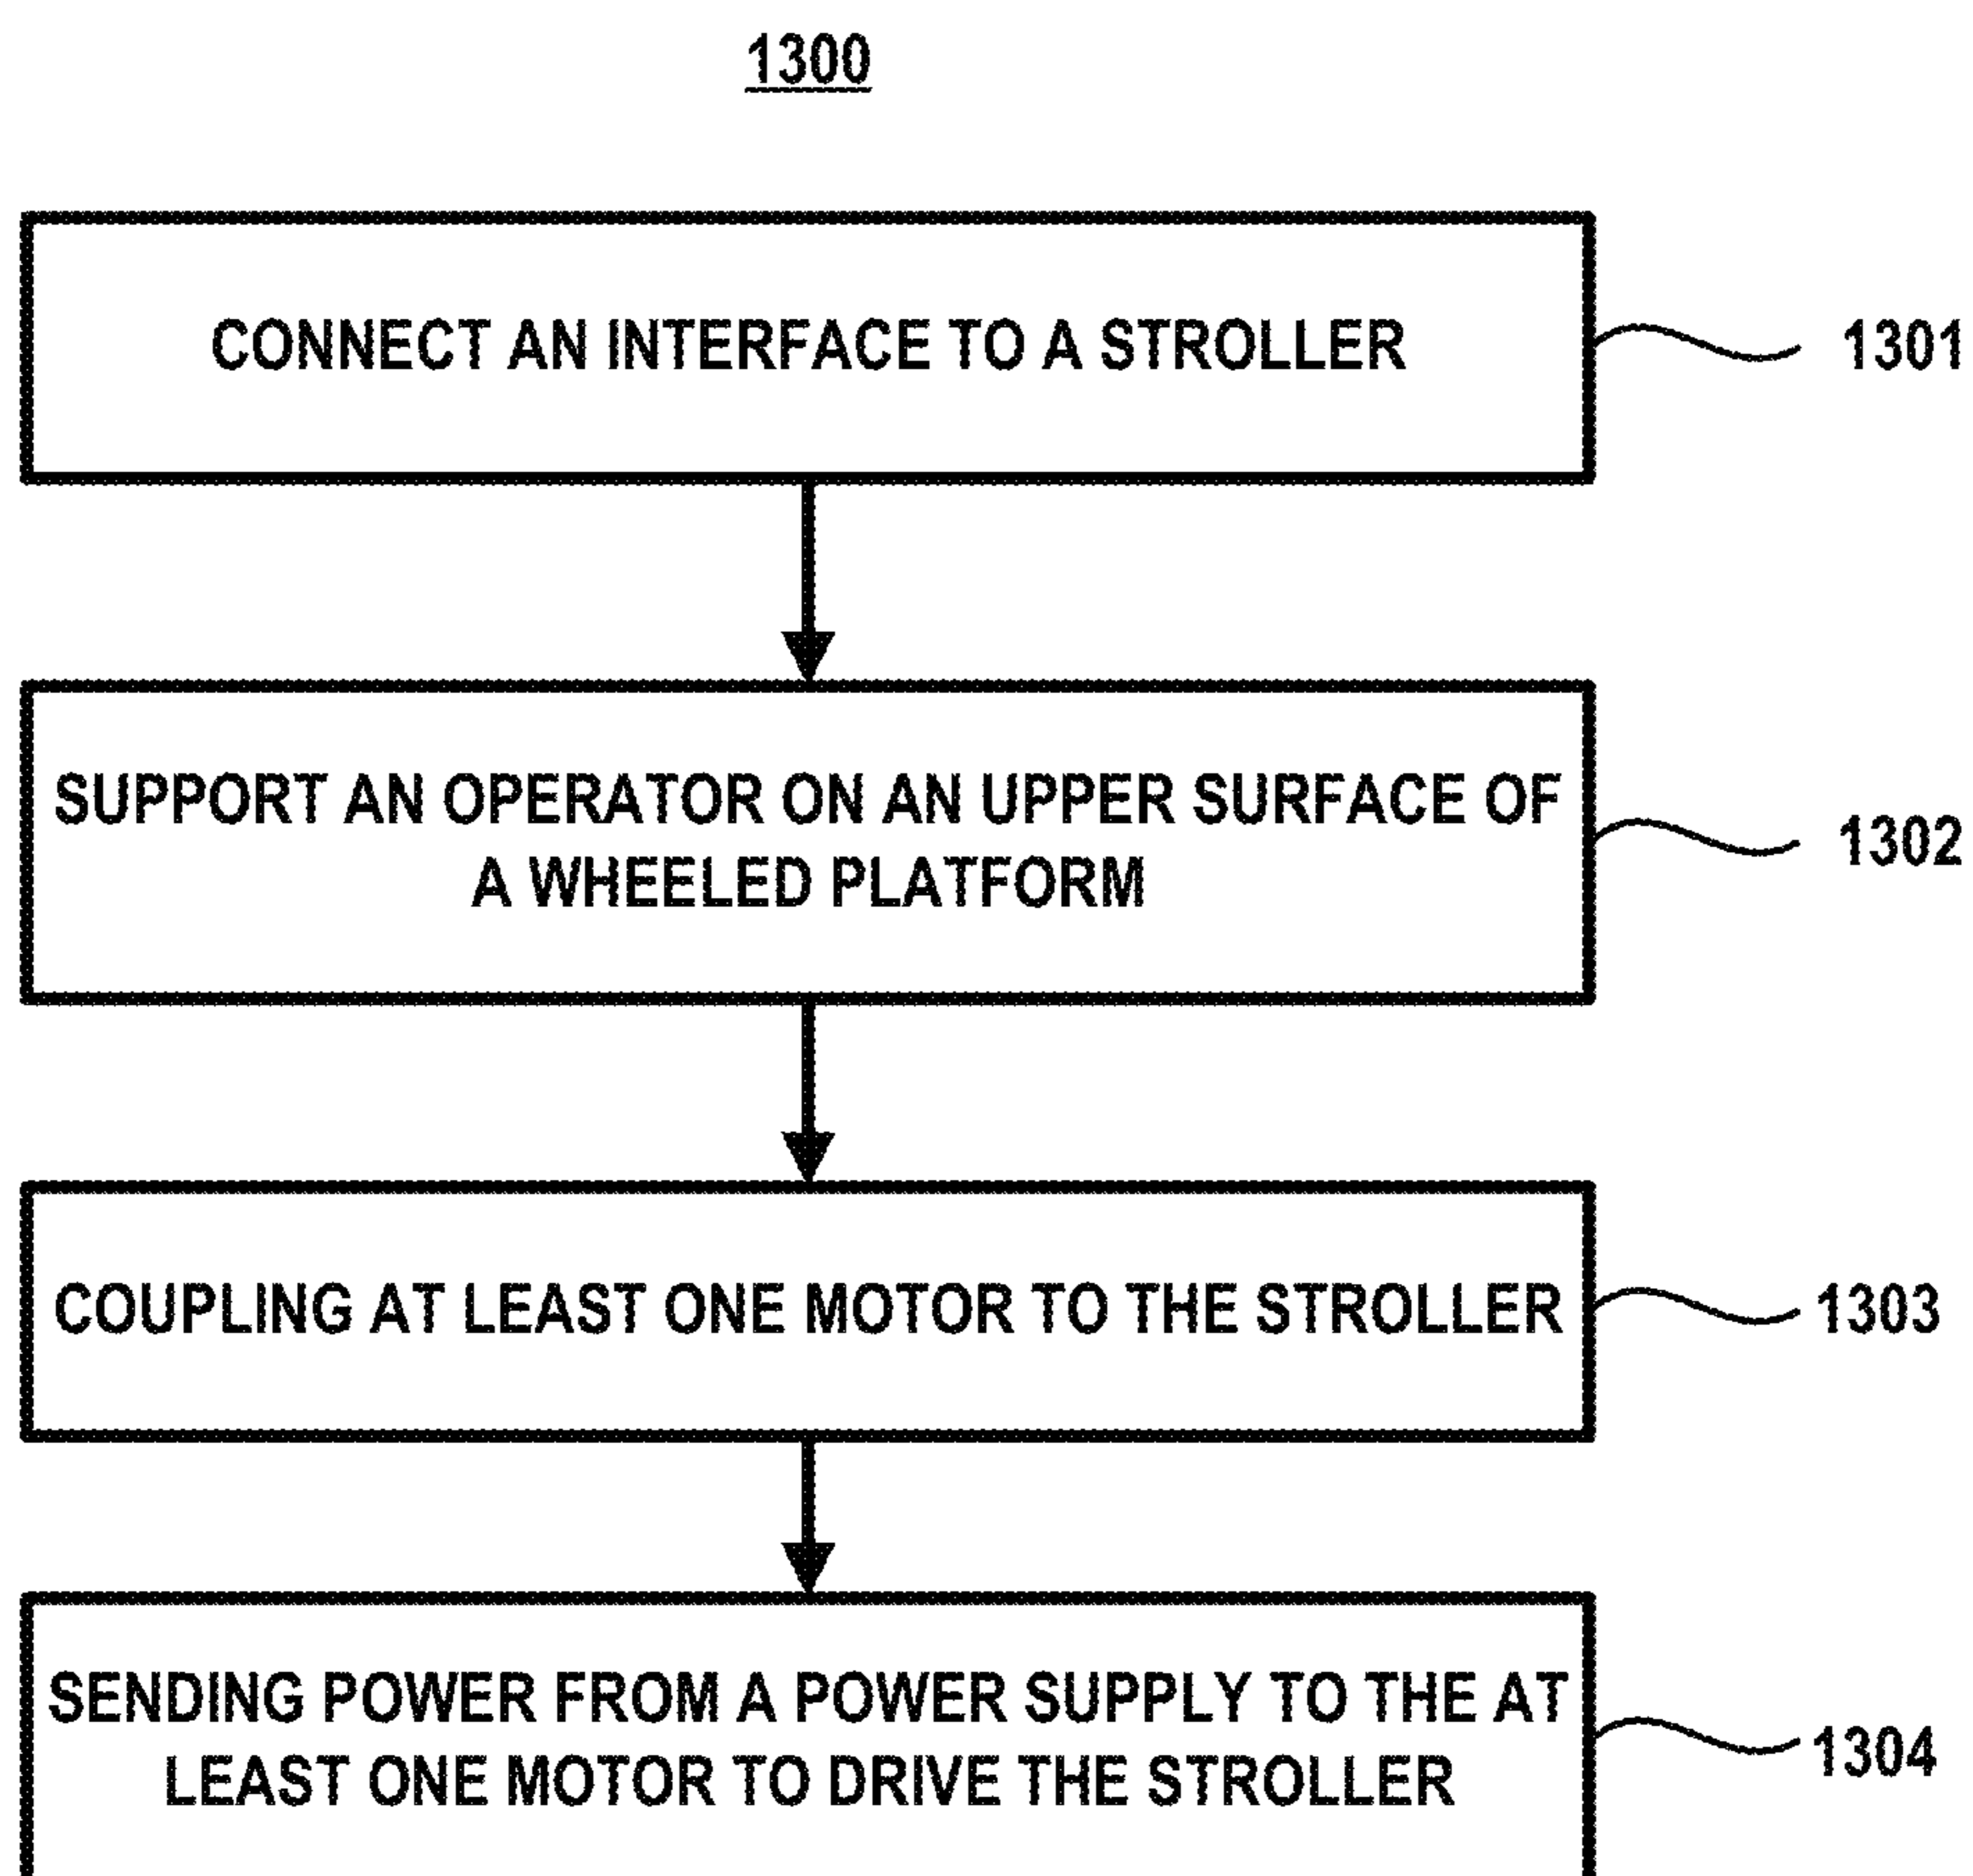 1300
CONNECT AN INTERFACE TO A STROLLER
1301
SUPPORT AN OPERATOR ON AN UPPER SURFACE OF
A WHEELED PLATFORM
1302
COUPLING AT LEAST ONE MOTOR TO THE STROLLER
1303
SENDING POWER FROM A POWER SUPPLY TO THE AT
LEAST ONE MOTOR TO DRIVE THE STROLLER
1304